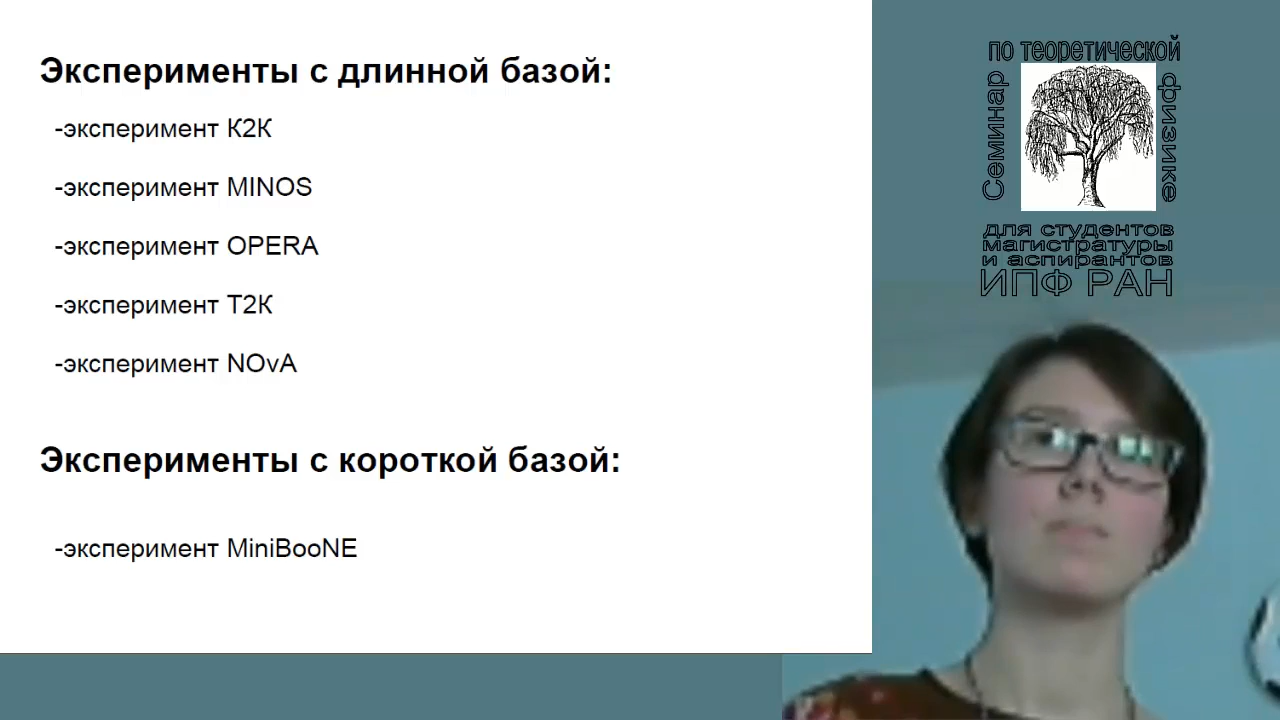 Эксперименты с длинной базой:
-эксперимент К2К
-эксперимент MINOS
-эксперимент OPERA
-эксперимент T2K
-эксперимент NOvA
Эксперименты с короткой базой:
-эксперимент MiniBooNE
Семинар
по теоретической
физике
для студентов
магистратуры
и аспирантов
ИПФ РАН